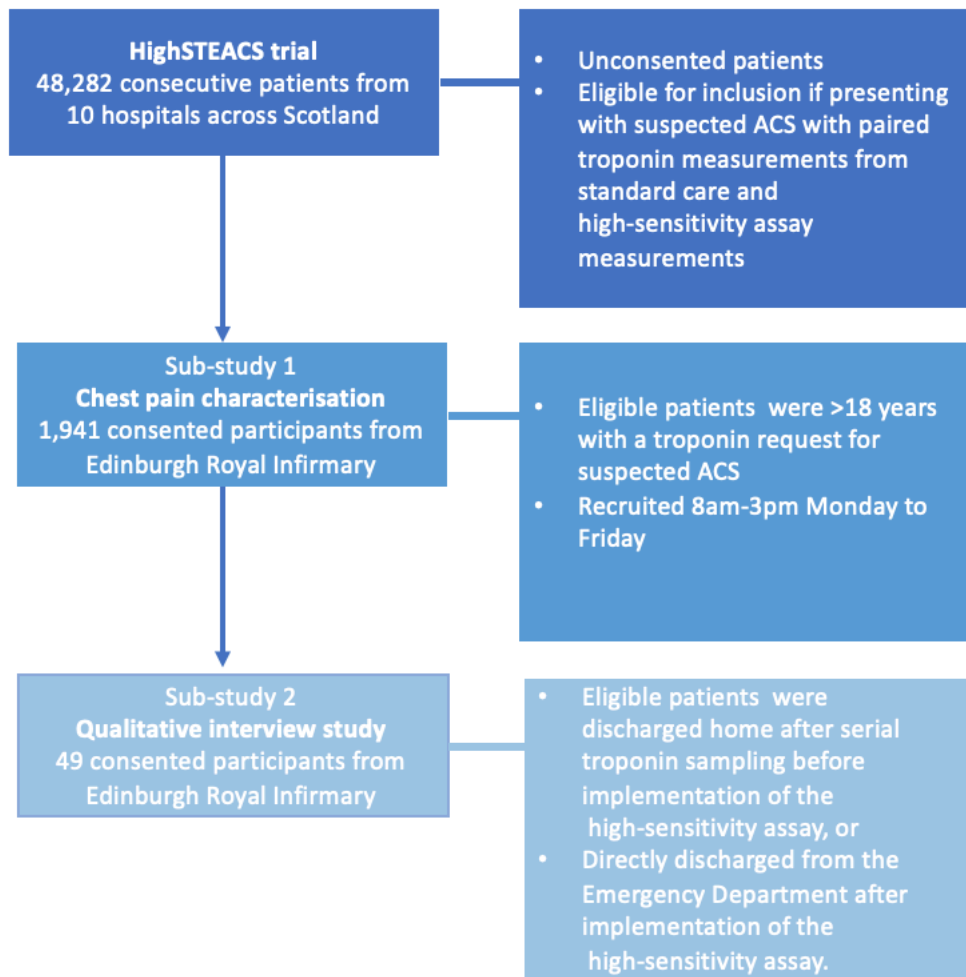 HighSTEACS trial
48,282 consecutive patients from
10 hospitals across Scotland
• Unconsented patients
• Eligible for inclusion if presenting
with suspected ACS with paired
troponin measurements from
standard care and
high-sensitivity assay
measurements
Sub-study 1
Chest pain characterisation
1,941 consented participants from
Edinburgh Royal Infirmary
• Eligible patients  were >18 years
with a troponin request for
suspected ACS
• Recruited 8am-3pm Monday to
Friday
Sub-study 2
Qualitative interview study
49 consented participants from
Edinburgh Royal Infirmary
• Eligible patients  were
discharged home after serial
troponin sampling before
implementation of the
high-sensitivity assay, or
• Directly discharged from the
Emergency Department after
implementation of the
high-sensitivity assay.